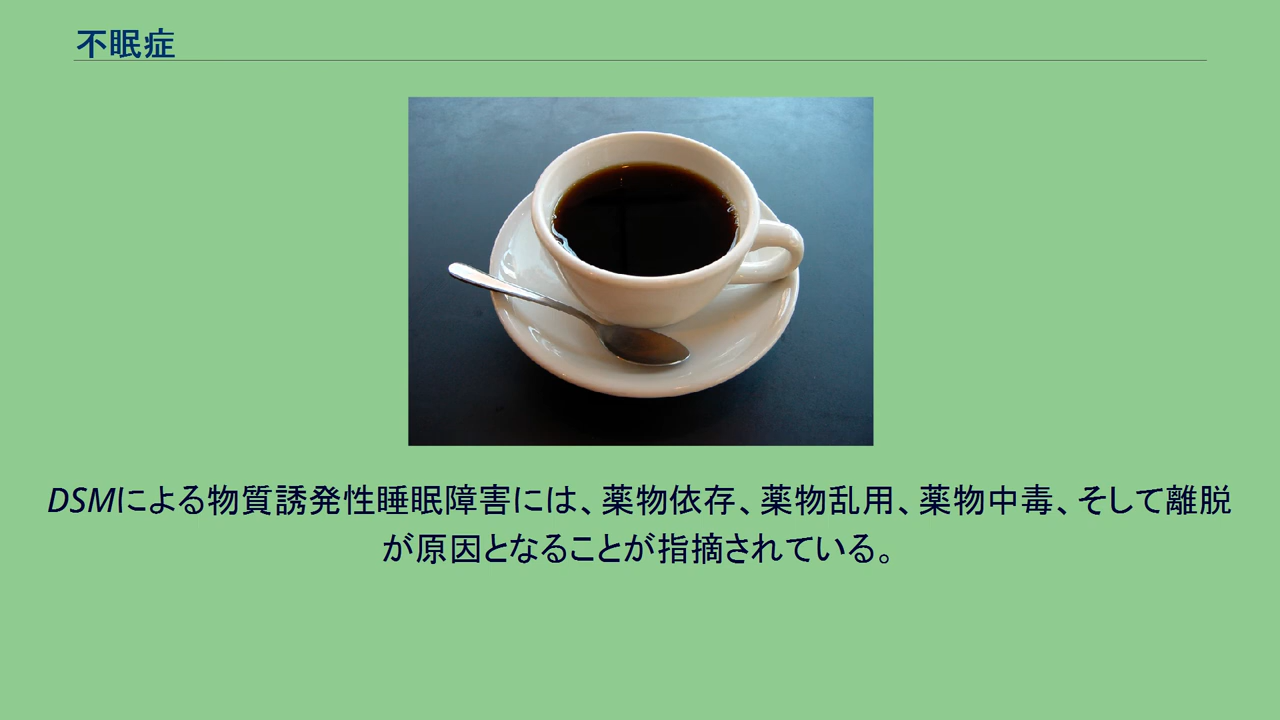 不眠症
DSMによる物質誘発性睡眠障害には、薬物依存、薬物乱用、薬物中毒、そして離脱
が原因となることが指摘されている。